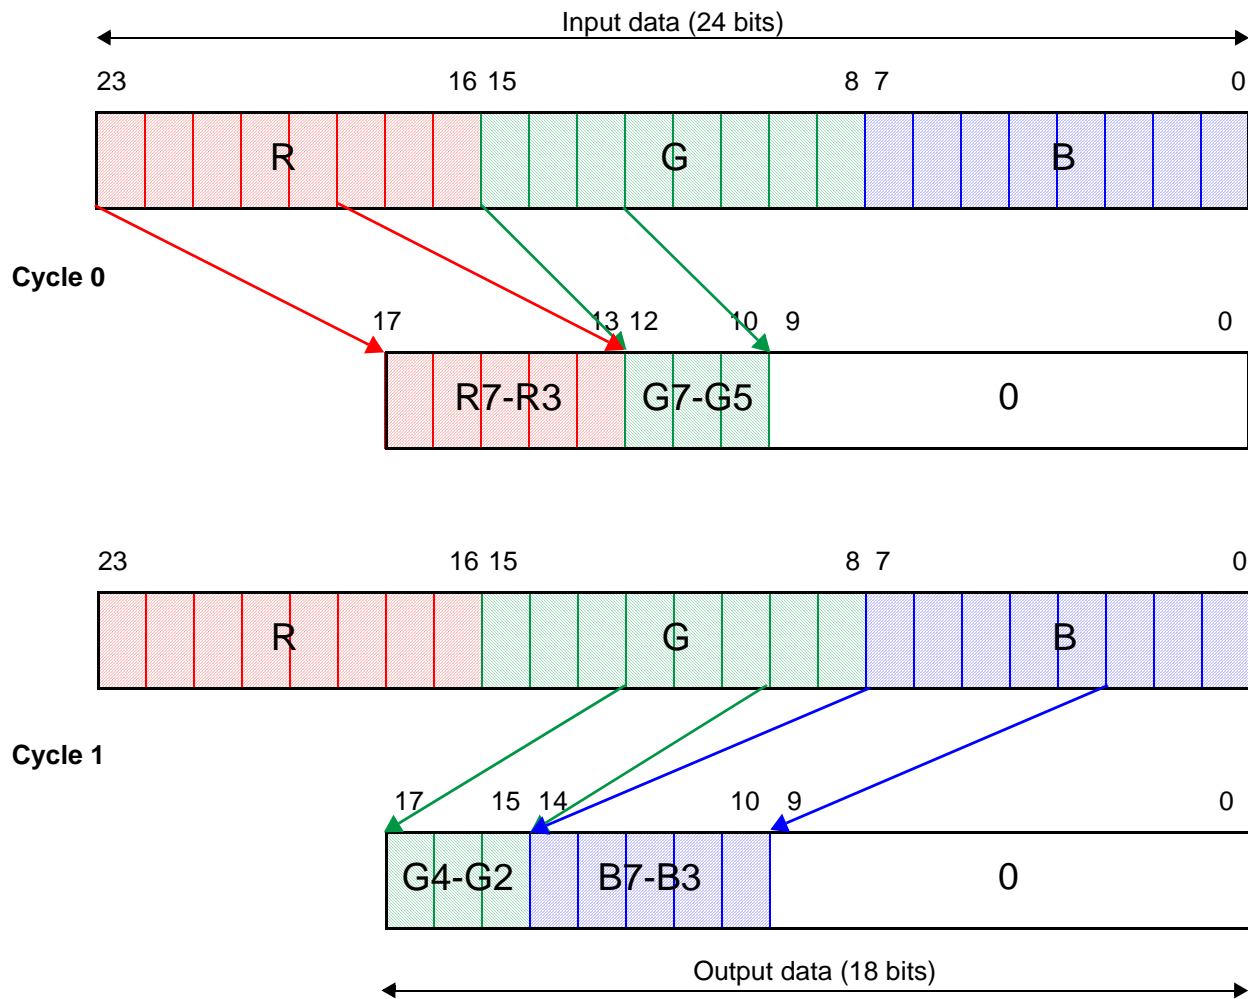 Input data (24 bits)
23 16 15 8 7 0
R G B
Cycle 0
17 13 12 10 9 0
R7-R3 G7-G5 0
23 16 15 8 7 0
R G B
Cycle 1
17 15 14 10 9 0
G4-G2 B7-B3 0
Output data (18 bits)